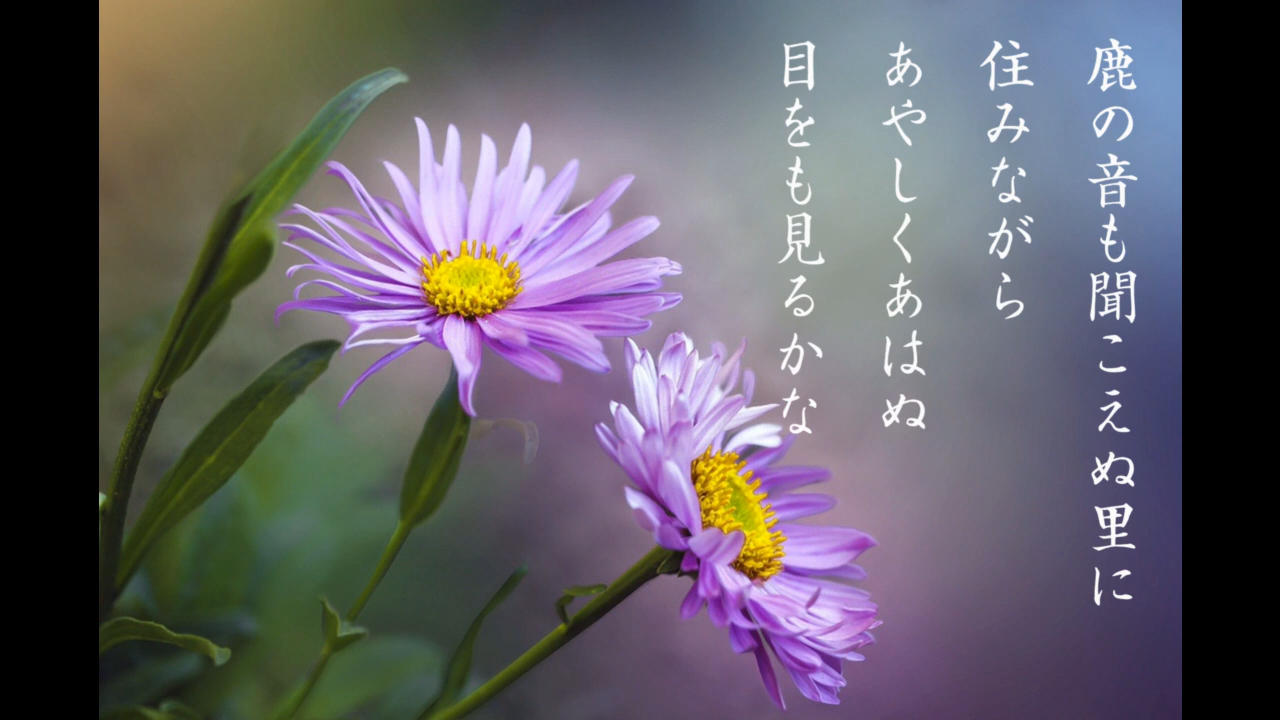 鹿の音も聞こえぬ里に
住みながら
あやしくあはぬ
目をも見るかな